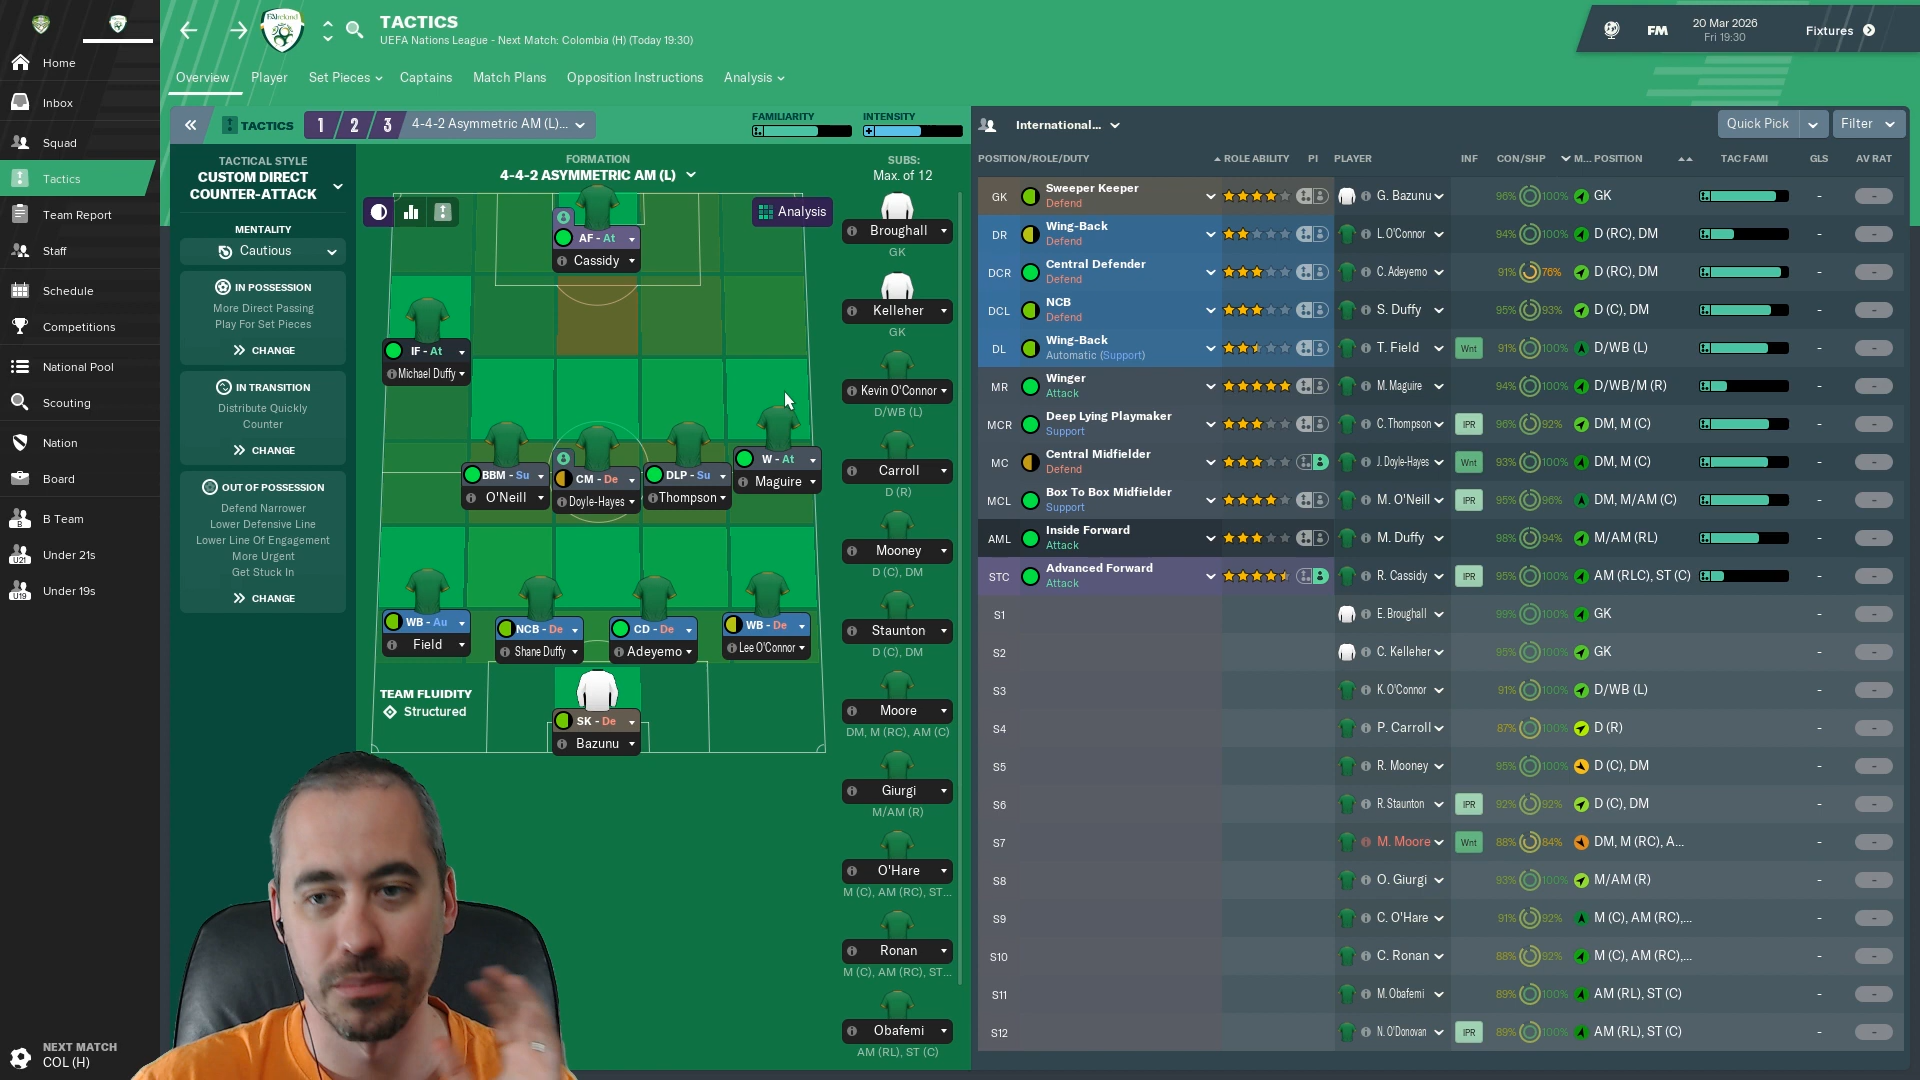 TACTICS
UEFA Nations League - Next Match: Colombia (H) (Today 19:30)
FM
20 Mar 2026
Fri 19:30
Fixtures
Overview
Player
Set Pieces
Captains
Match Plans
Opposition Instructions
Analysis
Home
Inbox
Squad
Tactics
Team Report
Staff
Schedule
Competitions
National Pool
Scouting
Nation
Board
B Team
Under 21s
Under 19s
NEXT MATCH
COL (H)
TACTICS
1 2 3 4-4-2 Asymmetric AM (L)...
FAMILIARITY
INTENSITY
TACTICAL STYLE
CUSTOM DIRECT
COUNTER-ATTACK
MENTALITY
Cautious
IN POSSESSION
More Direct Passing
Play For Set Pieces
CHANGE
IN TRANSITION
Distribute Quickly
Counter
CHANGE
OUT OF POSSESSION
Defend Narrower
Lower Defensive Line
Lower Line Of Engagement
More Urgent
Get Stuck In
CHANGE
FORMATION
4-4-2 ASYMMETRIC AM (L)
Analysis
AF - At
Cassidy
IF - At
Michael Duffy
BBM - Su
O'Neill
CM - De
Doyle-Hayes
DLP - Su
Thompson
W - At
Maguire
WB - Au
Field
NCB - De
Shane Duffy
CD - De
Adeyemo
WB - De
Lee O'Connor
SK - De
Bazunu
TEAM FLUIDITY
Structured
SUBS:
Max. of 12
Broughall
GK
Kelleher
GK
Kevin O'Connor
D/WB (L)
Carroll
D (R)
Mooney
D (C), DM
Staunton
D (C), DM
Moore
DM, M (RC), AM (C)
Giurgi
M/AM (R)
O'Hare
M (C), AM (RC), ST...
Ronan
M (C), AM (RC), ST...
Obafemi
AM (RL), ST (C)
International...
Quick Pick
Filter
POSITION/ROLE/DUTY ROLE ABILITY PI PLAYER INF CON/SHP M... POSITION TAC FAMI GLS AV RAT
GK Sweeper Keeper Defend G. Bazunu 96% 100% GK - -
DR Wing-Back Defend L. O'Connor 94% 100% D (RC), DM - -
DCR Central Defender Defend C. Adeyemo 91% 76% D (RC), DM - -
DCL NCB Defend S. Duffy 95% 93% D (C), DM - -
DL Wing-Back Automatic (Support) T. Field Wnt 91% 100% D/WB (L) - -
MR Winger Attack M. Maguire 94% 100% D/WB/M (R) - -
MCR Deep Lying Playmaker Support C. Thompson IPR 96% 92% DM, M (C) - -
MC Central Midfielder Defend J. Doyle-Hayes Wnt 93% 100% DM, M (C) - -
MCL Box To Box Midfielder Support M. O'Neill IPR 95% 96% DM, M/AM (C) - -
AML Inside Forward Attack M. Duffy 98% 94% M/AM (RL) - -
STC Advanced Forward Attack R. Cassidy IPR 95% 100% AM (RLC), ST (C) - -
S1 E. Broughall 99% 100% GK - -
S2 C. Kelleher 95% 100% GK - -
S3 K. O'Connor 91% 100% D/WB (L) - -
S4 P. Carroll 87% 100% D (R) - -
S5 R. Mooney 95% 100% D (C), DM - -
S6 R. Staunton IPR 92% 92% D (C), DM - -
S7 M. Moore Wnt 88% 84% DM, M (RC), A... - -
S8 O. Giurgi 93% 100% M/AM (R) - -
S9 C. O'Hare 91% 92% M (C), AM (RC),... - -
S10 C. Ronan 88% 92% M (C), AM (RC),... - -
S11 M. Obafemi 89% 100% AM (RL), ST (C) - -
S12 N. O'Donovan IPR 89% 100% AM (RL), ST (C) - -